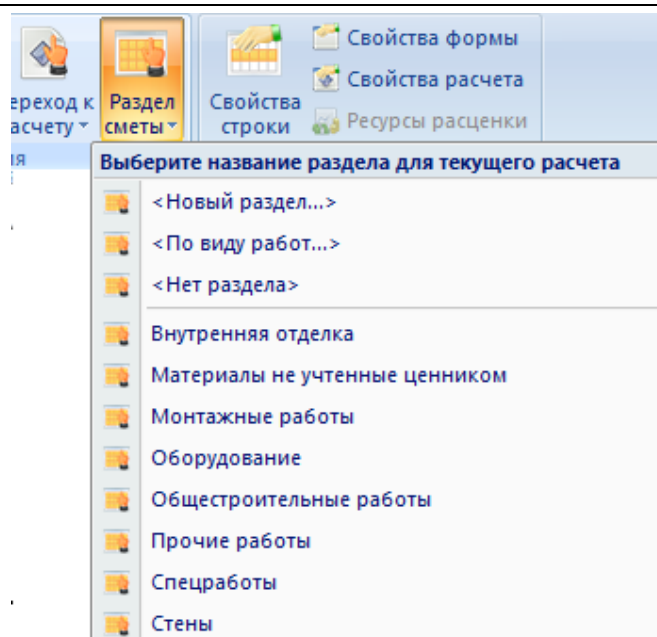 Свойства формы
Свойства расчета
Ресурсы расценки
ереход к
асчету
Раздел
сметы
Свойства
строки
ия
Выберите название раздела для текущего расчета
<Новый раздел...>
<По виду работ...>
<Нет раздела>
Внутренняя отделка
Материалы не учтенные ценником
Монтажные работы
Оборудование
Общестроительные работы
Прочие работы
Спецработы
Стены